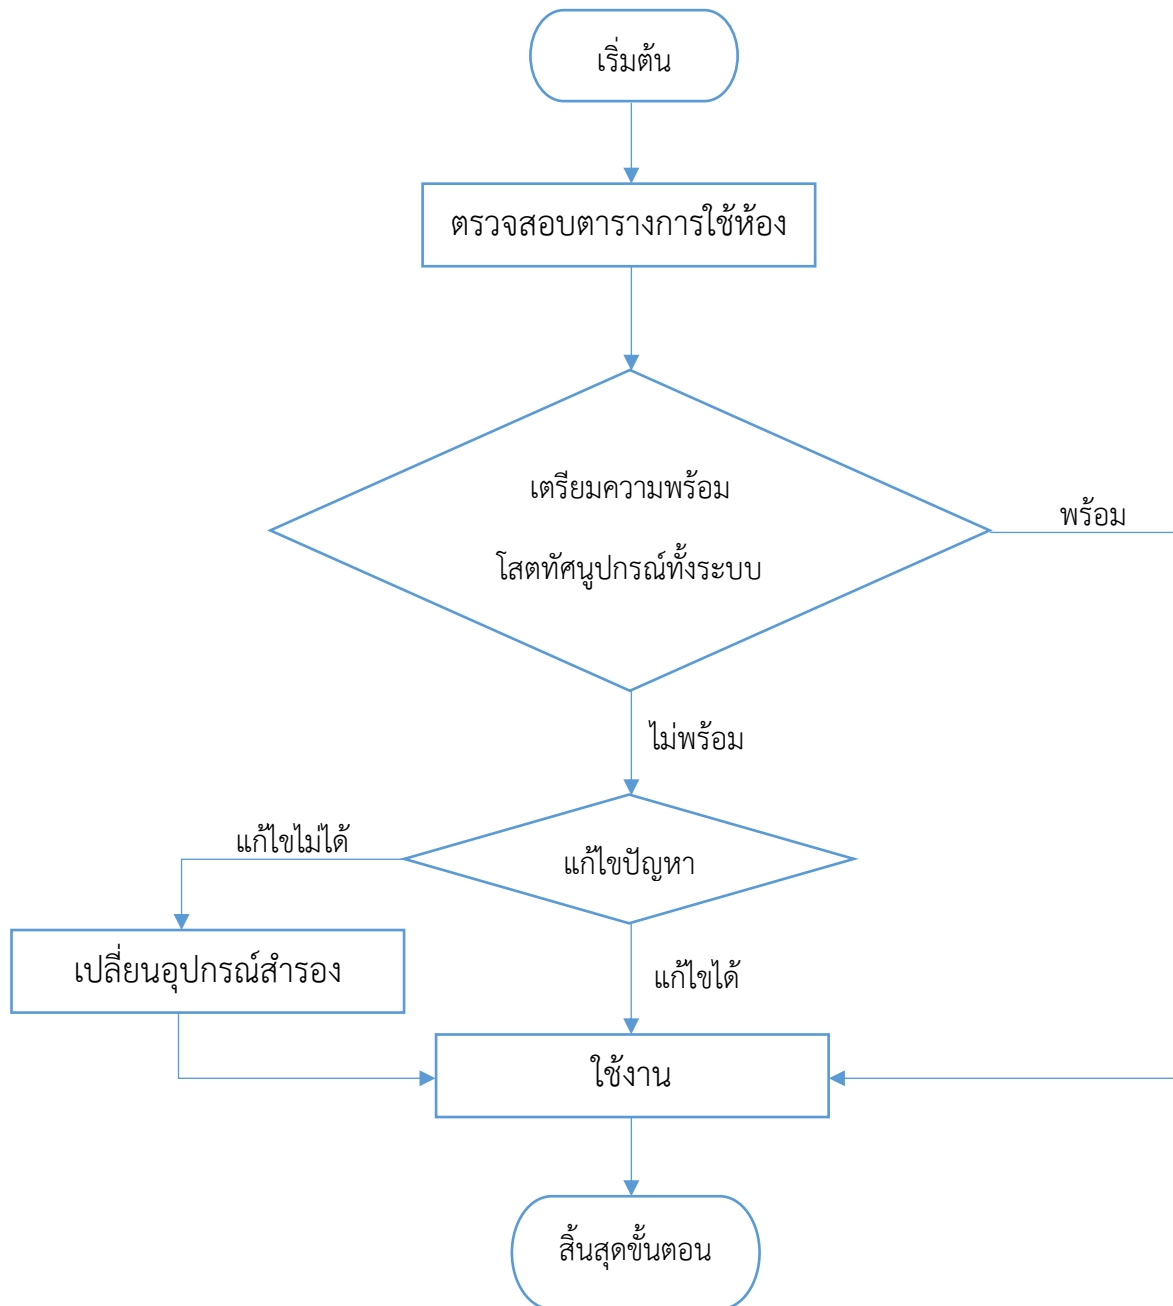 เริ่มต้น
ตรวจสอบตารางการใช้ห้อง
เตรียมความพร้อม
โสตทัศนูปกรณ์ทั้งระบบ
พร้อม
ไม่พร้อม
แก้ไขไม่ได้
แก้ไขปัญหา
เปลี่ยนอุปกรณ์สำรอง
แก้ไขได้
ใช้งาน
สิ้นสุดขั้นตอน